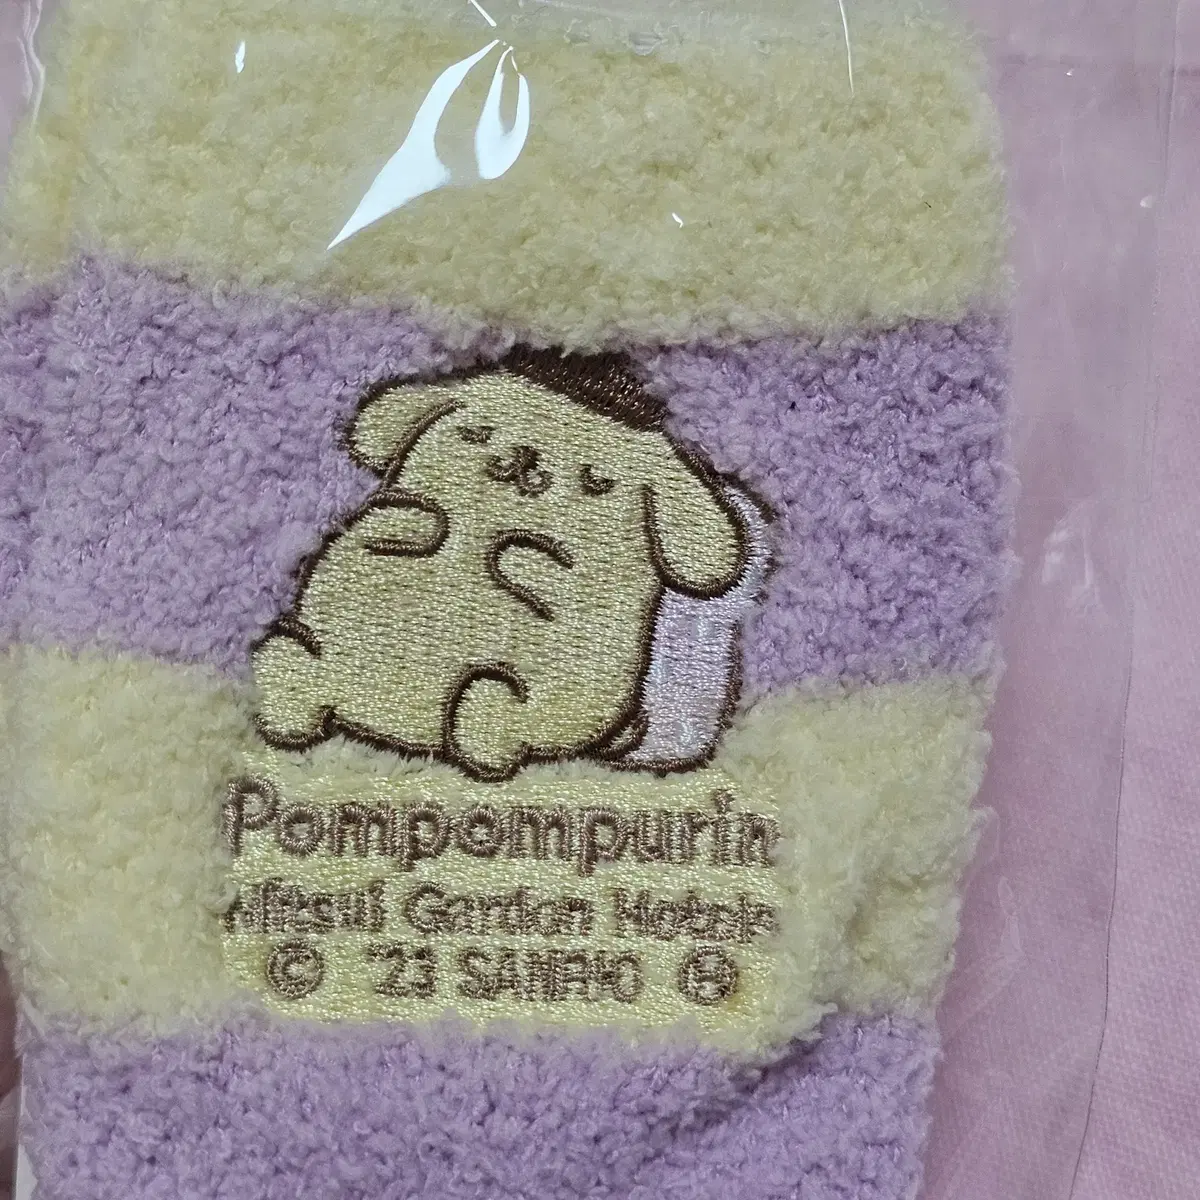 Pompompurin
Mitsui Garden Hotels
© '23 SANRIO Ⓗ